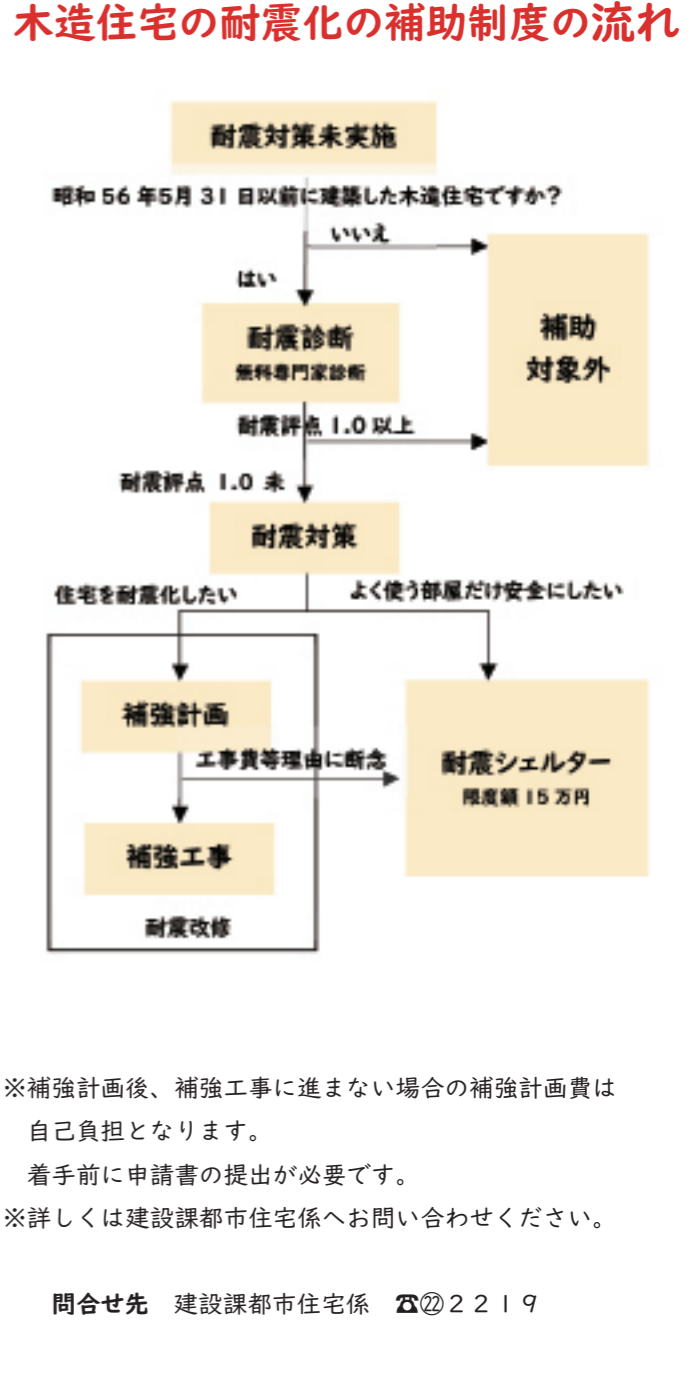 木造住宅の耐震化の補助制度の流れ
耐震対策未実施
昭和 56 年5月 31 日以前に建築した木造住宅ですか？
いいえ
はい
耐震診断
無料専門家診断
補助
対象外
耐震評点 1.0 以上
耐震評点 1.0 未
耐震対策
住宅を耐震化したい
よく使う部屋だけ安全にしたい
補強計画
工事費等理由に断念
耐震シェルター
限度額 15 万円
補強工事
耐震改修
※補強計画後、補強工事に進まない場合の補強計画費は
自己負担となります。
着手前に申請書の提出が必要です。
※詳しくは建設課都市住宅係へお問い合わせください。
問合せ先　建設課都市住宅係　☎㉒２２１９